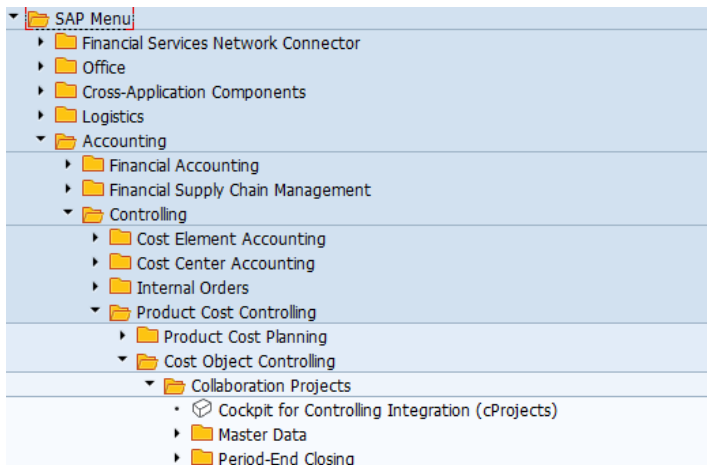 SAP Menu
Financial Services Network Connector
Office
Cross-Application Components
Logistics
Accounting
Financial Accounting
Financial Supply Chain Management
Controlling
Cost Element Accounting
Cost Center Accounting
Internal Orders
Product Cost Controlling
Product Cost Planning
Cost Object Controlling
Collaboration Projects
Cockpit for Controlling Integration (cProjects)
Master Data
Period-End Closing